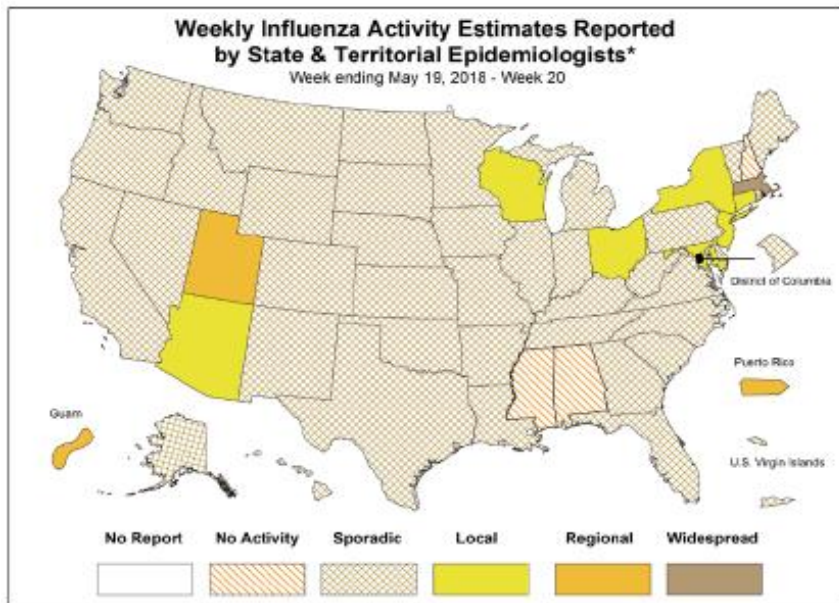 Weekly Influenza Activity Estimates Reported
by State & Territorial Epidemiologists*
Week ending May 19, 2018 - Week 20
District of Columbia
Puerto Rico
Guam
U.S. Virgin Islands
No Report No Activity Sporadic Local Regional Widespread